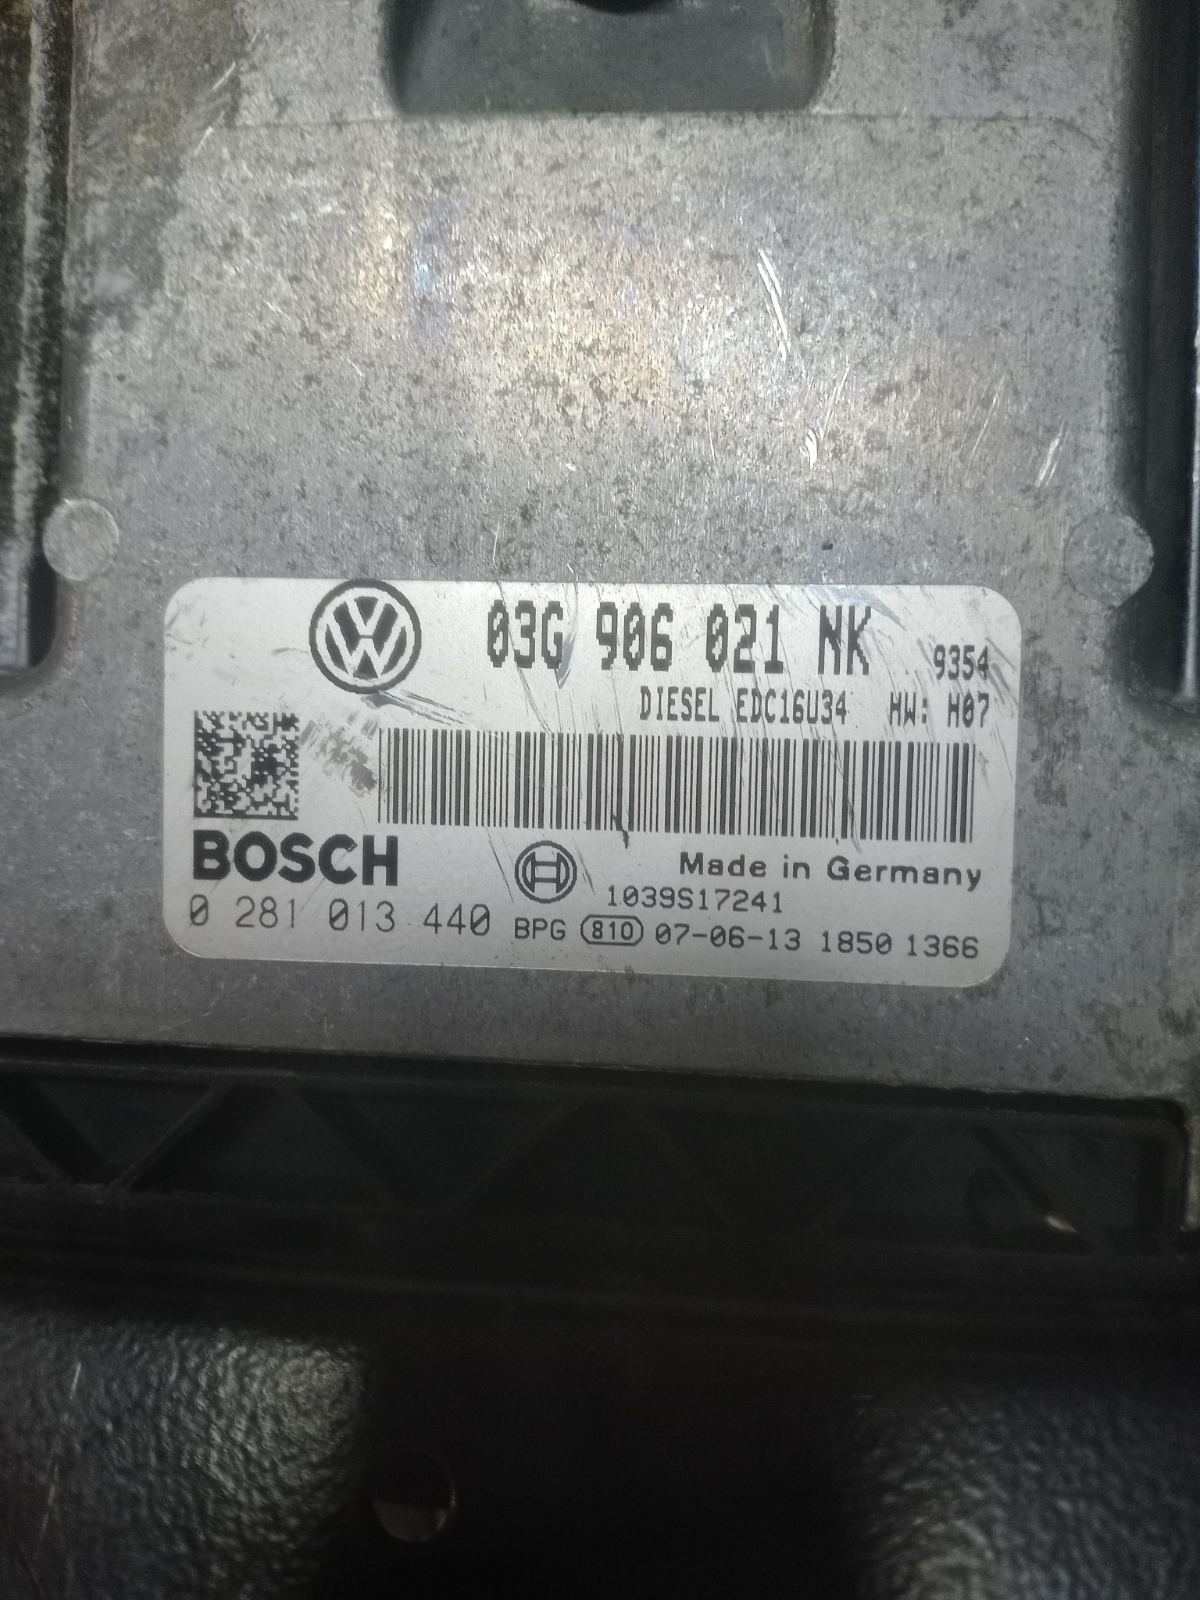 03G 906 021 NK 9354
DIESEL EDC16U34 HW: H07
BOSCH
Made in Germany
1039S17241
0 281 013 440 BPG 810 07-06-13 1850 1366